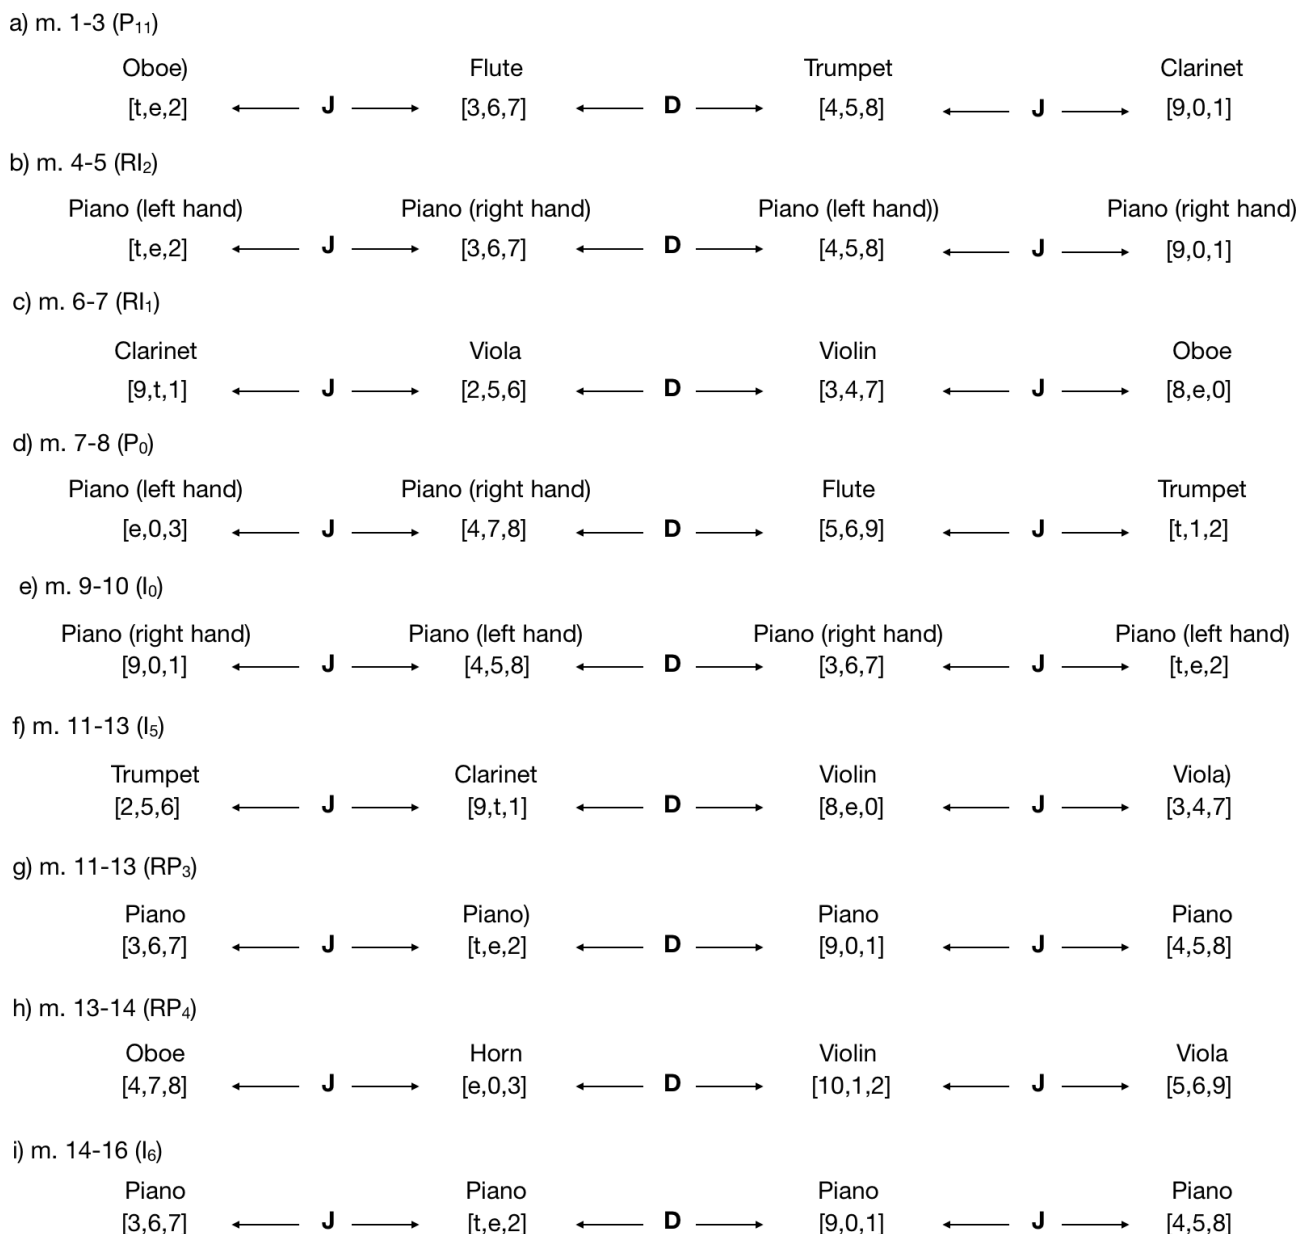 a) m. 1-3 (P₁₁)
Oboe) Flute Trumpet Clarinet
[t,e,2] J [3,6,7] D [4,5,8] J [9,0,1]
b) m. 4-5 (RI₂)
Piano (left hand) Piano (right hand) Piano (left hand)) Piano (right hand)
[t,e,2] J [3,6,7] D [4,5,8] J [9,0,1]
c) m. 6-7 (RI₁)
Clarinet Viola Violin Oboe
[9,t,1] J [2,5,6] D [3,4,7] J [8,e,0]
d) m. 7-8 (P₀)
Piano (left hand) Piano (right hand) Flute Trumpet
[e,0,3] J [4,7,8] D [5,6,9] J [t,1,2]
e) m. 9-10 (I₀)
Piano (right hand) Piano (left hand) Piano (right hand) Piano (left hand)
[9,0,1] J [4,5,8] D [3,6,7] J [t,e,2]
f) m. 11-13 (I₅)
Trumpet Clarinet Violin Viola)
[2,5,6] J [9,t,1] D [8,e,0] J [3,4,7]
g) m. 11-13 (RP₃)
Piano Piano) Piano Piano
[3,6,7] J [t,e,2] D [9,0,1] J [4,5,8]
h) m. 13-14 (RP₄)
Oboe Horn Violin Viola
[4,7,8] J [e,0,3] D [10,1,2] J [5,6,9]
i) m. 14-16 (I₆)
Piano Piano Piano Piano
[3,6,7] J [t,e,2] D [9,0,1] J [4,5,8]